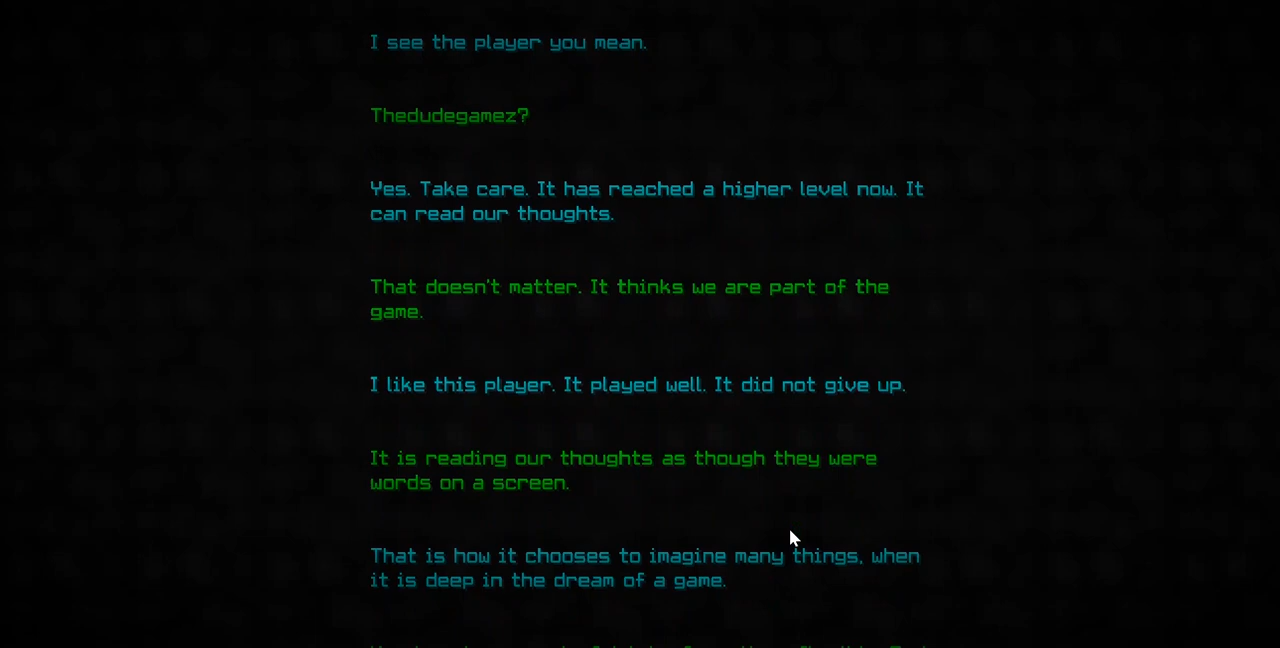 I see the player you mean.
Thedudegamez?
Yes. Take care. It has reached a higher level now. It
can read our thoughts.
That doesn't matter. It thinks we are part of the
game.
I like this player. It played well. It did not give up.
It is reading our thoughts as though they were
words on a screen.
That is how it chooses to imagine many things, when
it is deep in the dream of a game.